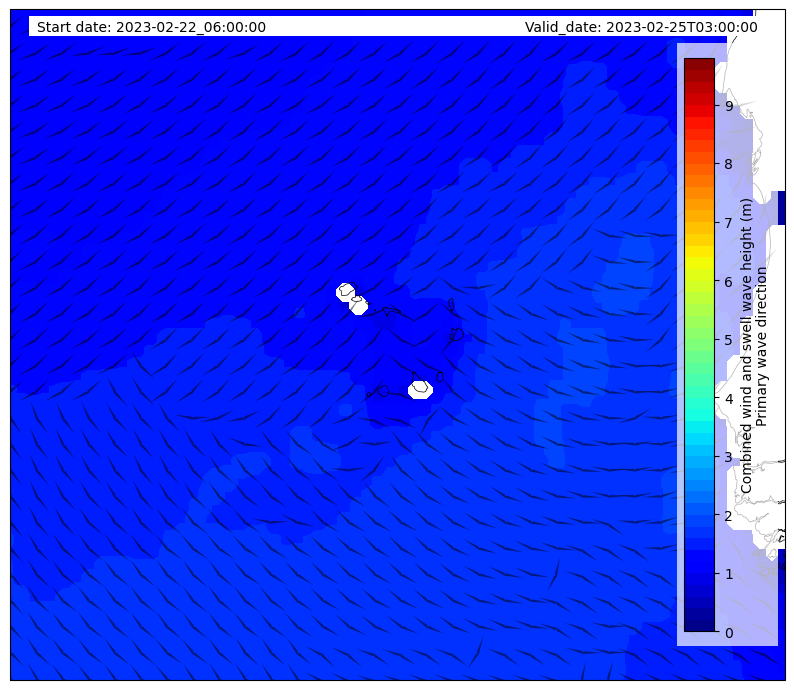 Start date: 2023-02-22_06:00:00
Valid_date: 2023-02-25T03:00:00
9
8
7
6
5
4
3
2
1
0
Combined wind and swell wave height (m)
Primary wave direction